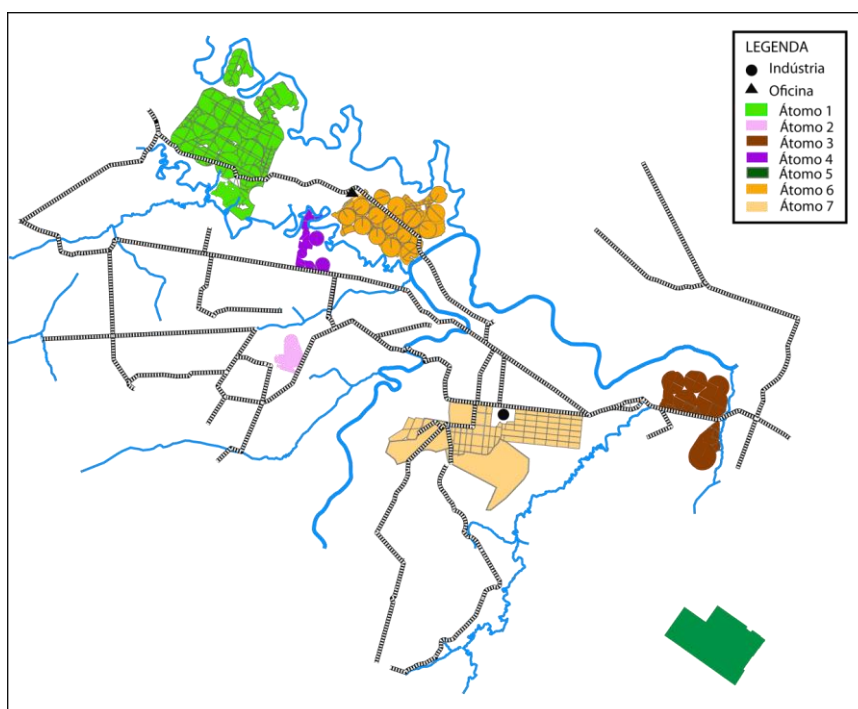 LEGENDA
Indústria
Oficina
Átomo 1
Átomo 2
Átomo 3
Átomo 4
Átomo 5
Átomo 6
Átomo 7